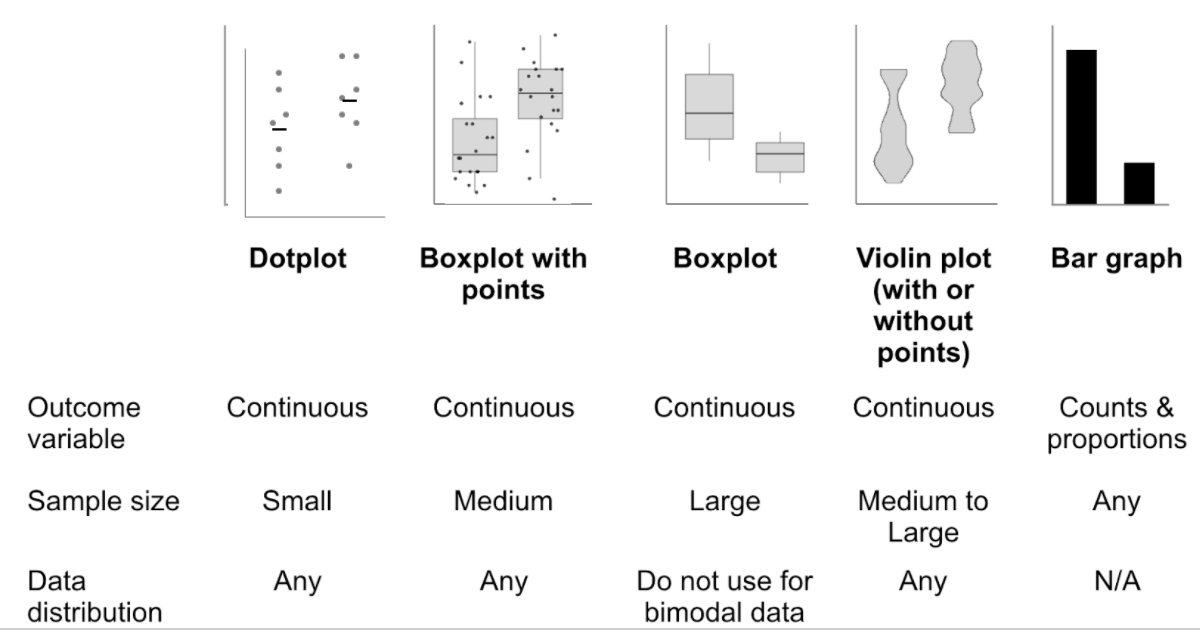 Dotplot
Boxplot with
points
Boxplot
Violin plot
(with or
without
points)
Bar graph
Outcome
variable
Continuous
Continuous
Continuous
Continuous
Counts &
proportions
Sample size
Small
Medium
Large
Medium to
Large
Any
Data
distribution
Any
Any
Do not use for
bimodal data
Any
N/A